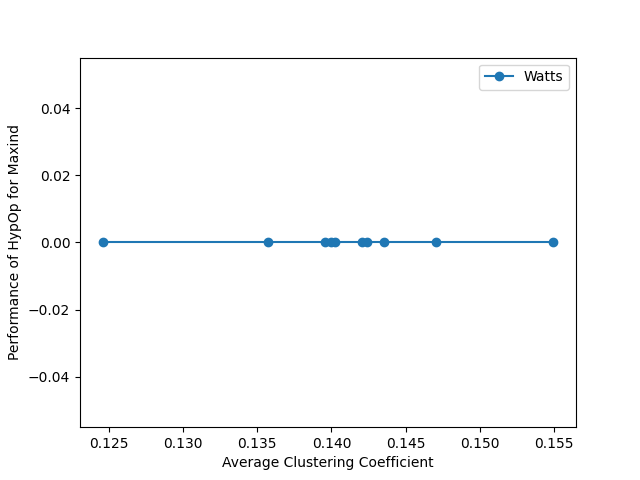 Watts
0.04
0.02
0.00
−0.02
−0.04
Performance of HypOp for Maxind
0.125 0.130 0.135 0.140 0.145 0.150 0.155
Average Clustering Coefficient